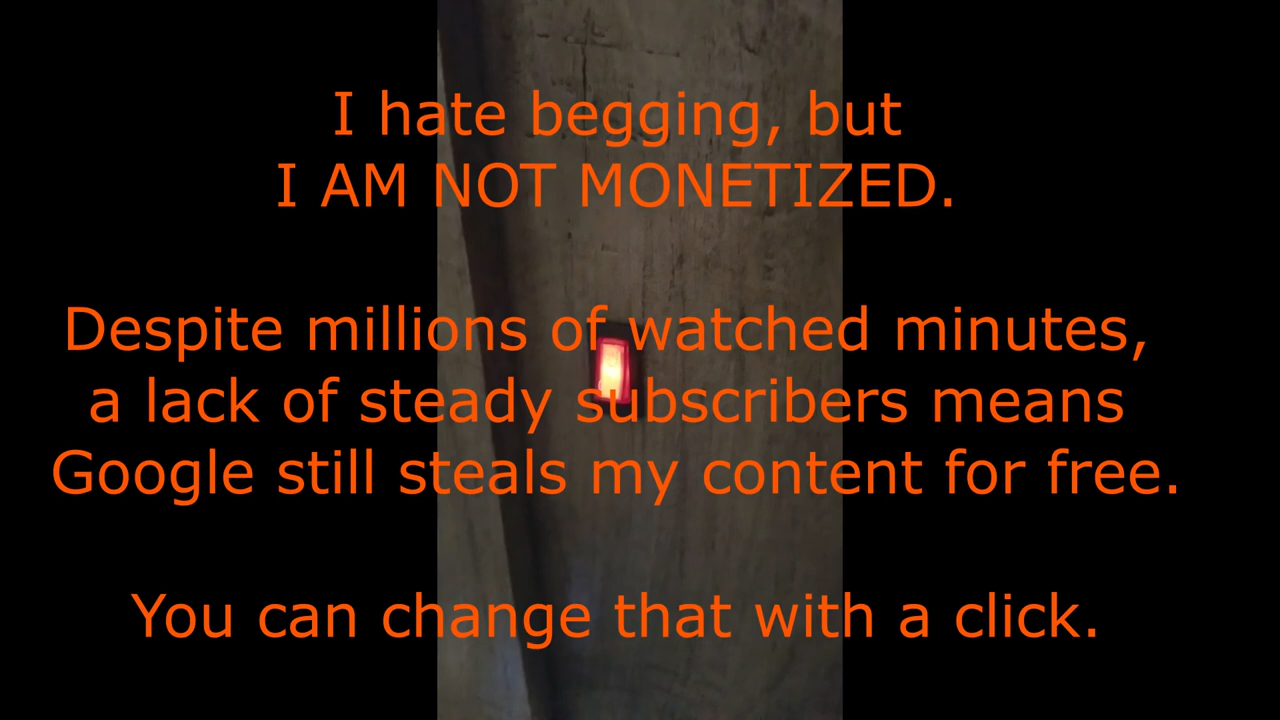 I hate begging, but
I AM NOT MONETIZED.
Despite millions of watched minutes,
a lack of steady subscribers means
Google still steals my content for free.
You can change that with a click.